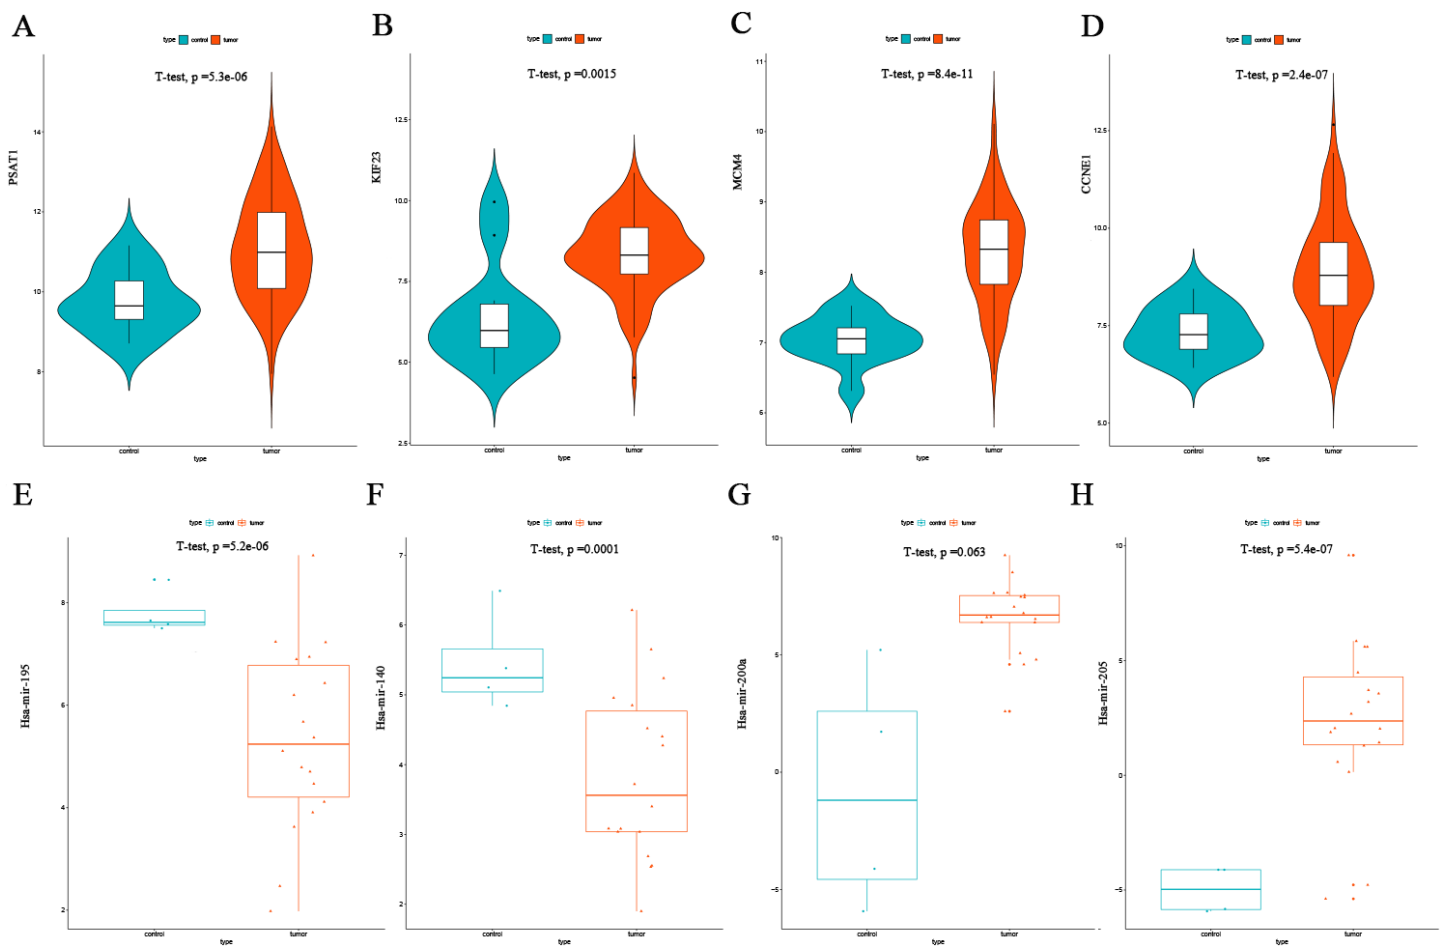 A
type control tumor
T-test, p =5.3e-06
PSAT1
14
12
10
8
control tumor
type
B
type control tumor
T-test, p =0.0015
KIF23
12.5
10.0
7.5
5.0
2.5
control tumor
type
C
type control tumor
T-test, p =8.4e-11
MCM4
11
10
9
8
7
6
control tumor
type
D
type control tumor
T-test, p =2.4e-07
CCNE1
12.5
10.0
7.5
5.0
control tumor
type
E
type control tumor
T-test, p =5.2e-06
Hsa-mir-195
8
6
4
2
control tumor
type
F
type control tumor
T-test, p =0.0001
Hsa-mir-140
7
5
4
3
2
control tumor
type
G
type control tumor
T-test, p =0.063
Hsa-mir-200a
10
5
0
−5
control tumor
type
H
type control tumor
T-test, p =5.4e-07
Hsa-mir-205
10
5
0
−5
control tumor
type